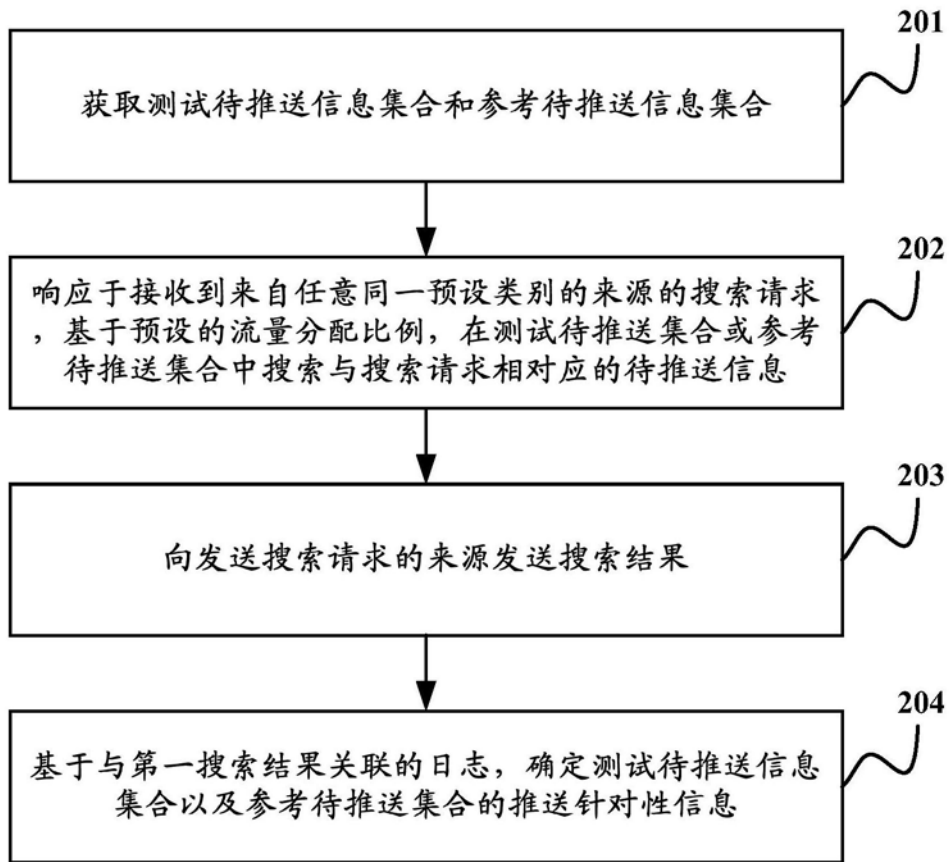 201
获取测试待推送信息集合和参考待推送信息集合
202
响应于接收到来自任意同一预设类别的来源的搜索请求
，基于预设的流量分配比例，在测试待推送集合或参考
待推送集合中搜索与搜索请求相对应的待推送信息
203
向发送搜索请求的来源发送搜索结果
204
基于与第一搜索结果关联的日志，确定测试待推送信息
集合以及参考待推送集合的推送针对性信息